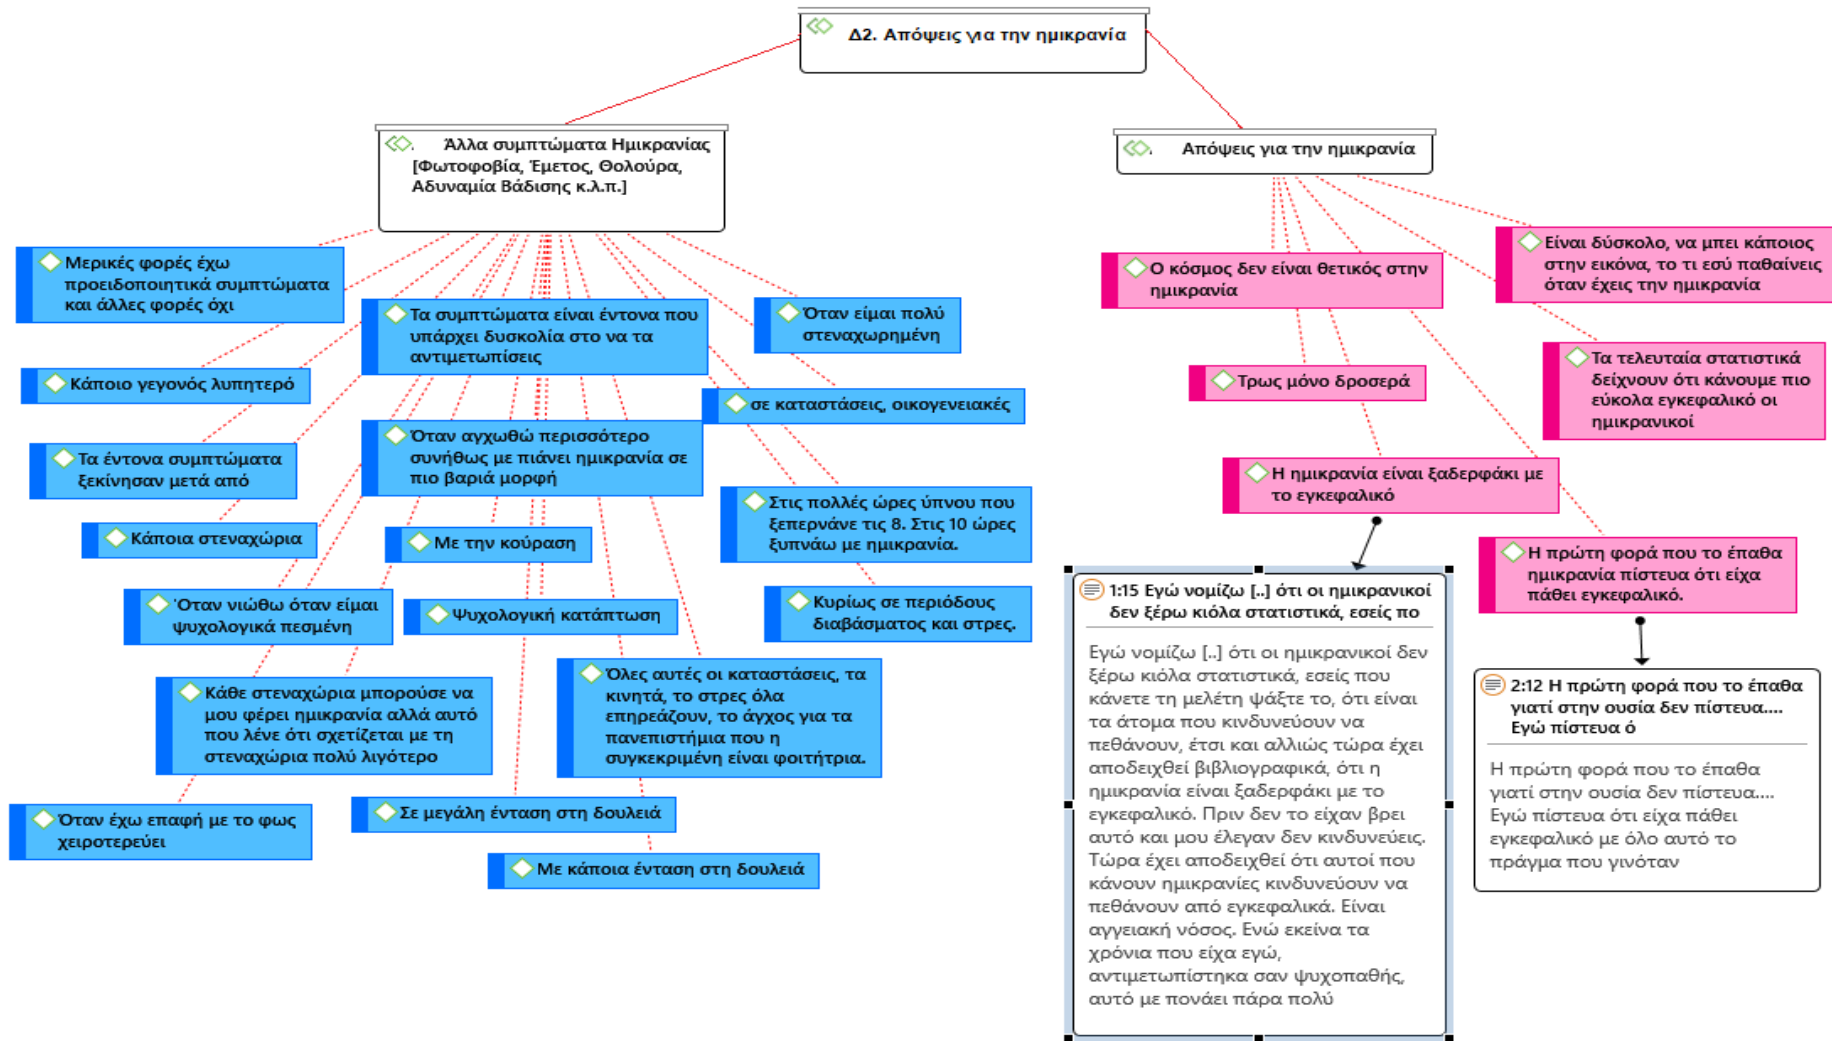 Δ2. Απόψεις για την ημικρανία
Άλλα συμπτώματα Ημικρανίας
[Φωτοφοβία, Έμετος, Θολούρα,
Αδυναμία Βάδισης κ.λ.π.]
Μερικές φορές έχω
προειδοποιητικά συμπτώματα
και άλλες φορές όχι
Κάποιο γεγονός λυπητερό
Τα έντονα συμπτώματα
ξεκίνησαν μετά από
Κάποια στεναχώρια
Όταν νιώθω όταν είμαι
ψυχολογικά πεσμένη
Κάθε στεναχώρια μπορούσε να
μου φέρει ημικρανία αλλά αυτό
που λένε ότι σχετίζεται με τη
στεναχώρια πολύ λιγότερο
Όταν έχω επαφή με το φως
χειροτερεύει
Τα συμπτώματα είναι έντονα που
υπάρχει δυσκολία στο να τα
αντιμετωπίσεις
Όταν αγχωθώ περισσότερο
συνήθως με πιάνει ημικρανία σε
πιο βαριά μορφή
Με την κούραση
Ψυχολογική κατάπτωση
Όλες αυτές οι καταστάσεις, τα
κινητά, το στρες όλα
επηρεάζουν, το άγχος για τα
πανεπιστήμια που η
συγκεκριμένη είναι φοιτήτρια.
Σε μεγάλη ένταση στη δουλειά
Με κάποια ένταση στη δουλειά
Όταν είμαι πολύ
στεναχωρημένη
σε καταστάσεις, οικογενειακές
Στις πολλές ώρες ύπνου που
ξεπερνάνε τις 8. Στις 10 ώρες
ξυπνάω με ημικρανία.
Κυρίως σε περιόδους
διαβάσματος και στρες.
Απόψεις για την ημικρανία
Ο κόσμος δεν είναι θετικός στην
ημικρανία
Τρως μόνο δροσερά
Η ημικρανία είναι ξαδερφάκι με
το εγκεφαλικό
Είναι δύσκολο, να μπει κάποιος
στην εικόνα, το τι εσύ παθαίνεις
όταν έχεις την ημικρανία
Τα τελευταία στατιστικά
δείχνουν ότι κάνουμε πιο
εύκολα εγκεφαλικό οι
ημικρανικοί
Η πρώτη φορά που το έπαθα
ημικρανία πίστευα ότι είχα
πάθει εγκεφαλικό.
1:15 Εγώ νομίζω [..] ότι οι ημικρανικοί
δεν ξέρω κιόλα στατιστικά, εσείς πο
Εγώ νομίζω [..] ότι οι ημικρανικοί δεν
ξέρω κιόλα στατιστικά, εσείς που
κάνετε τη μελέτη ψάξτε το, ότι είναι
τα άτομα που κινδυνεύουν να
πεθάνουν, έτσι και αλλιώς τώρα έχει
αποδειχθεί βιβλιογραφικά, ότι η
ημικρανία είναι ξαδερφάκι με το
εγκεφαλικό. Πριν δεν το είχαν βρει
αυτό και μου έλεγαν δεν κινδυνεύεις.
Τώρα έχει αποδειχθεί ότι αυτοί που
κάνουν ημικρανίες κινδυνεύουν να
πεθάνουν από εγκεφαλικά. Είναι
αγγειακή νόσος. Ενώ εκείνα τα
χρόνια που είχα εγώ,
αντιμετωπίστηκα σαν ψυχοπαθής,
αυτό με πονάει πάρα πολύ
2:12 Η πρώτη φορά που το έπαθα
γιατί στην ουσία δεν πίστευα....
Εγώ πίστευα ό
Η πρώτη φορά που το έπαθα
γιατί στην ουσία δεν πίστευα....
Εγώ πίστευα ότι είχα πάθει
εγκεφαλικό με όλο αυτό το
πράγμα που γινόταν